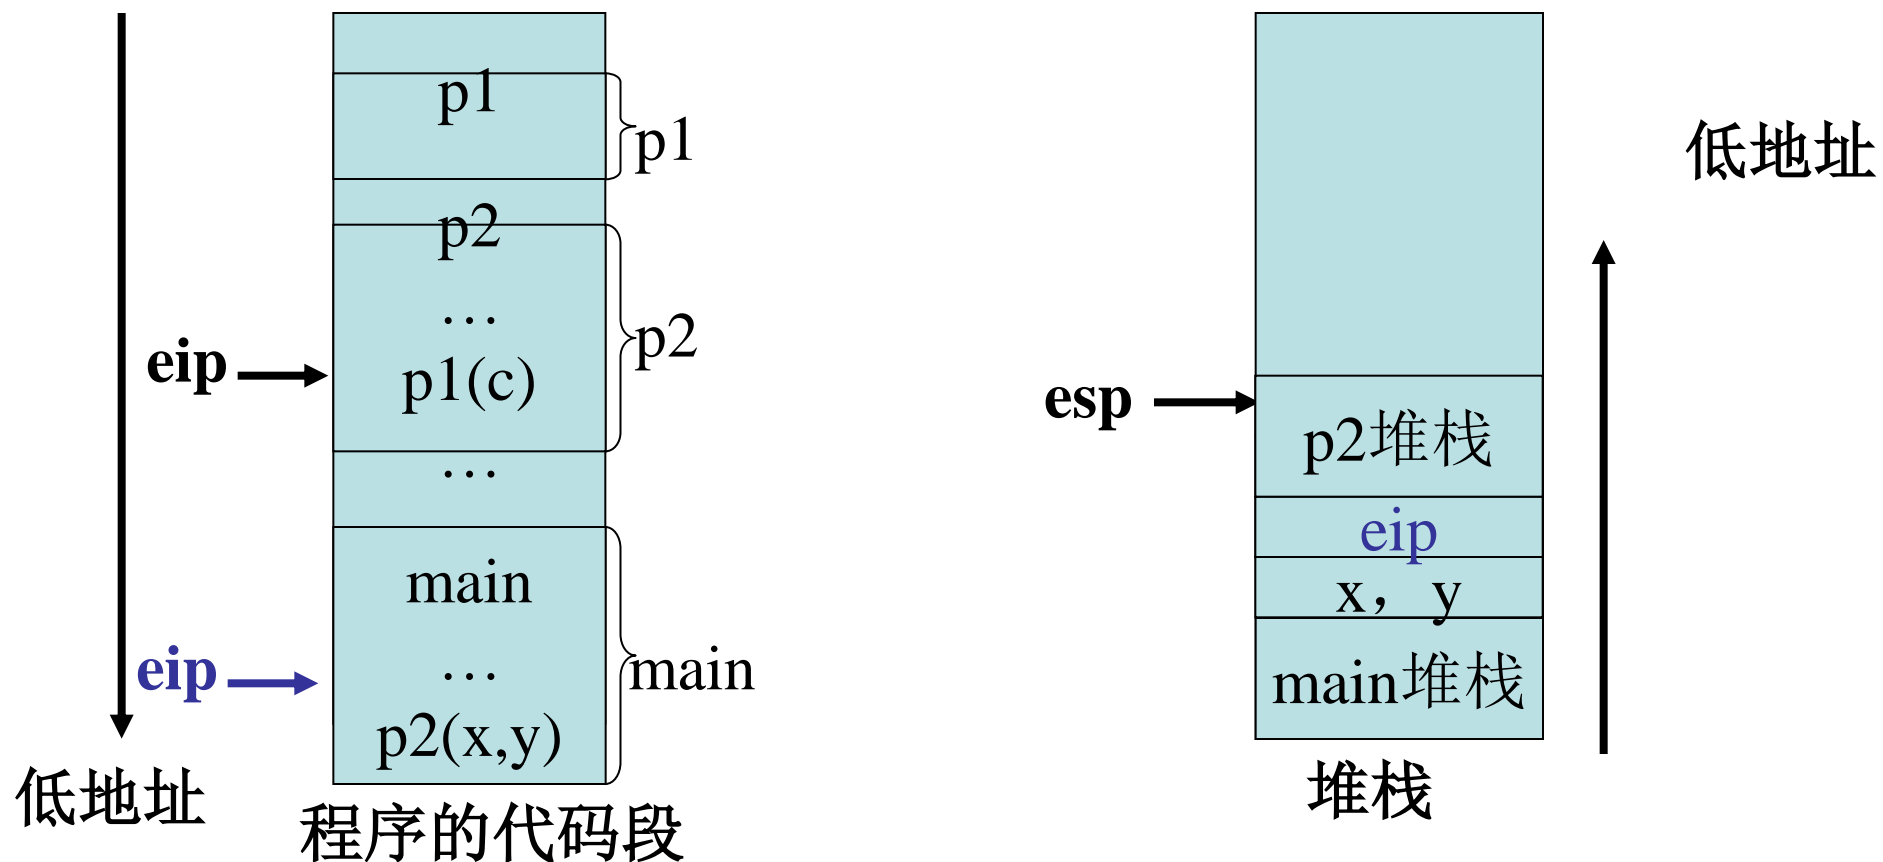 p1
p1
p2
…
p2
eip
p1(c)
…
main
eip
…
main
p2(x,y)
低地址
程序的代码段
低地址
esp
p2堆栈
eip
x， y
main堆栈
堆栈